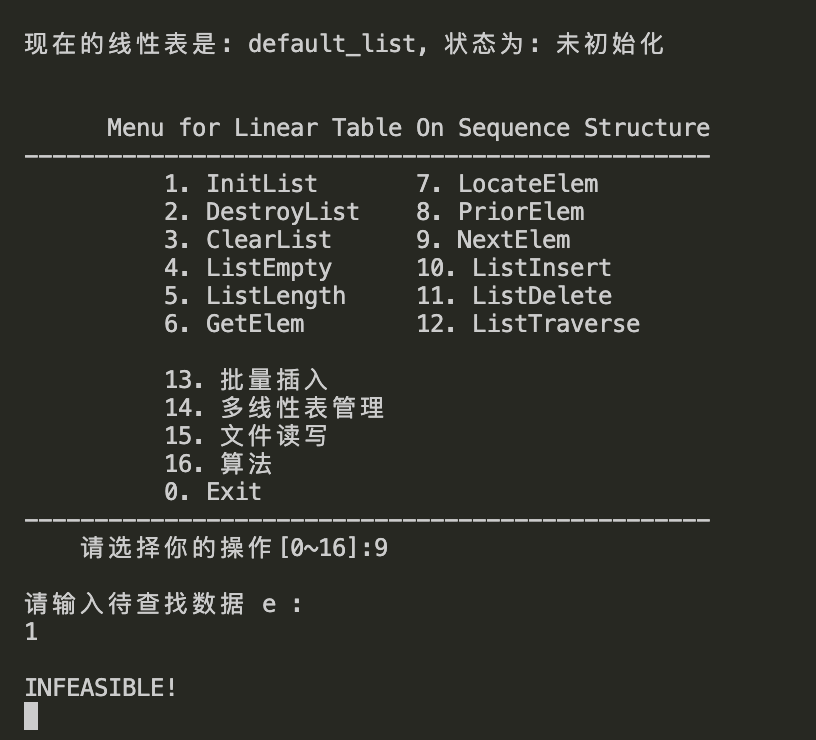 现在的线性表是: default_list, 状态为: 未初始化
Menu for Linear Table On Sequence Structure
-------------------------------------------------
1. InitList 7. LocateElem
2. DestroyList 8. PriorElem
3. ClearList 9. NextElem
4. ListEmpty 10. ListInsert
5. ListLength 11. ListDelete
6. GetElem 12. ListTraverse
13. 批量插入
14. 多线性表管理
15. 文件读写
16. 算法
0. Exit
-------------------------------------------------
请选择你的操作[0~16]:9
请输入待查找数据 e :
1
INFEASIBLE!